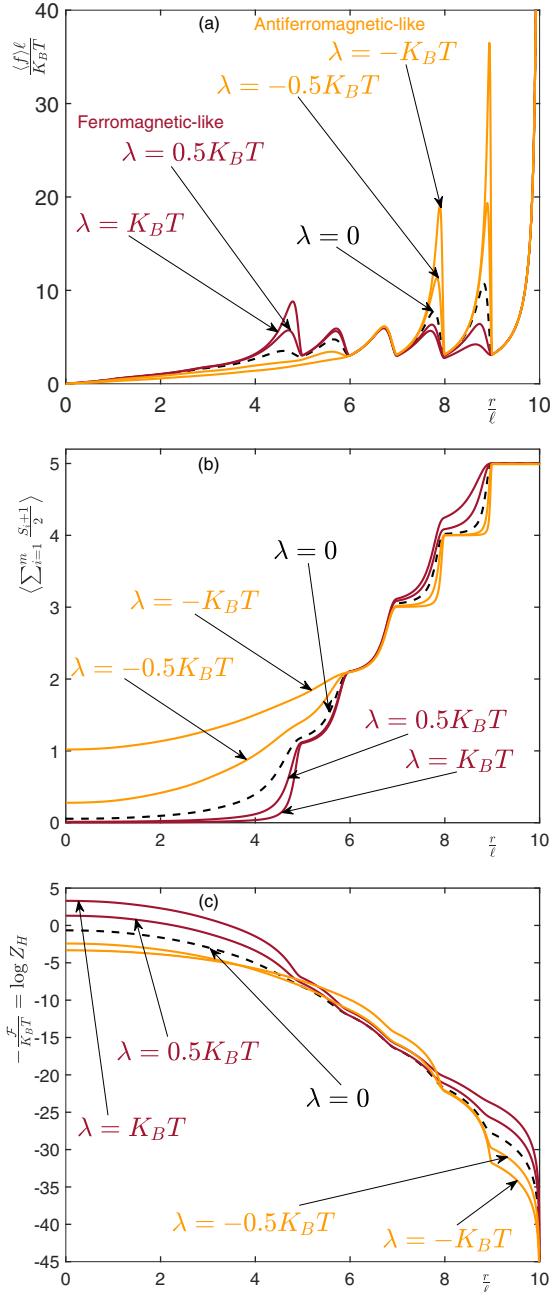 (a)
⟨f⟩ℓ / K_B T
Antiferromagnetic-like
λ = −K_BT
λ = −0.5K_BT
Ferromagnetic-like
λ = 0.5K_BT
λ = K_BT
λ = 0
40
30
20
10
0
0 2 4 6 8 r/ℓ 10
(b)
⟨∑_{i=1}^{m} (S_i+1)/2⟩
λ = 0
λ = −K_BT
λ = −0.5K_BT
λ = 0.5K_BT
λ = K_BT
5
4
3
2
1
0
0 2 4 6 8 r/ℓ 10
(c)
−ℱ/K_BT = log Z_H
5
0
-5
-10
-15
-20
-25
-30
-35
-40
-45
λ = 0.5K_BT
λ = 0
λ = K_BT
λ = −0.5K_BT
λ = −K_BT
0 2 4 6 8 r/ℓ 10